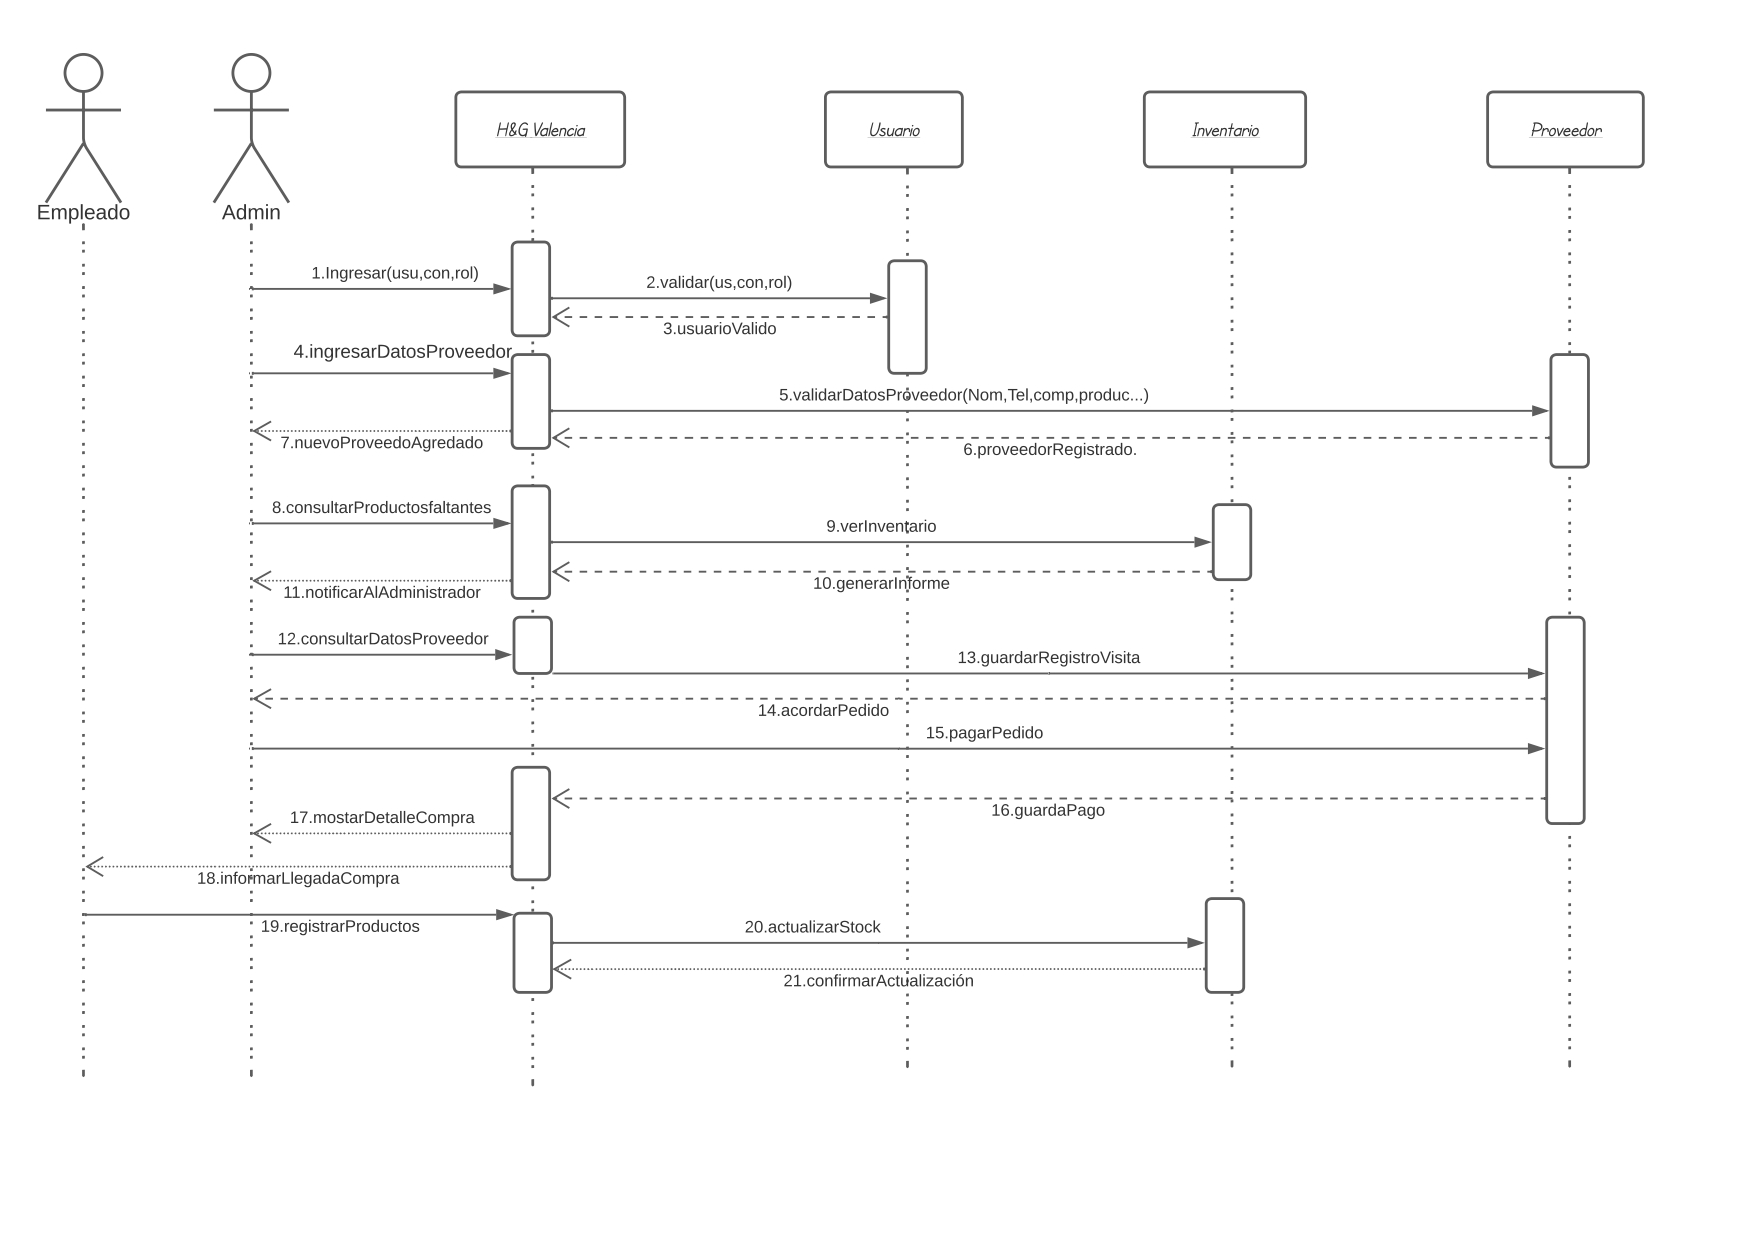 H&G Valencia
Usuario
Inventario
Proveedor
Empleado
Admin
1.Ingresar(usu,con,rol)
2.validar(us,con,rol)
3.usuarioValido
4.ingresarDatosProveedor
5.validarDatosProveedor(Nom,Tel,comp,produc...)
7.nuevoProveedoAgredado
6.proveedorRegistrado.
8.consultarProductosfaltantes
9.verInventario
10.generarInforme
11.notificarAlAdministrador
12.consultarDatosProveedor
13.guardarRegistroVisita
14.acordarPedido
15.pagarPedido
16.guardaPago
17.mostarDetalleCompra
18.informarLlegadaCompra
19.registrarProductos
20.actualizarStock
21.confirmarActualización